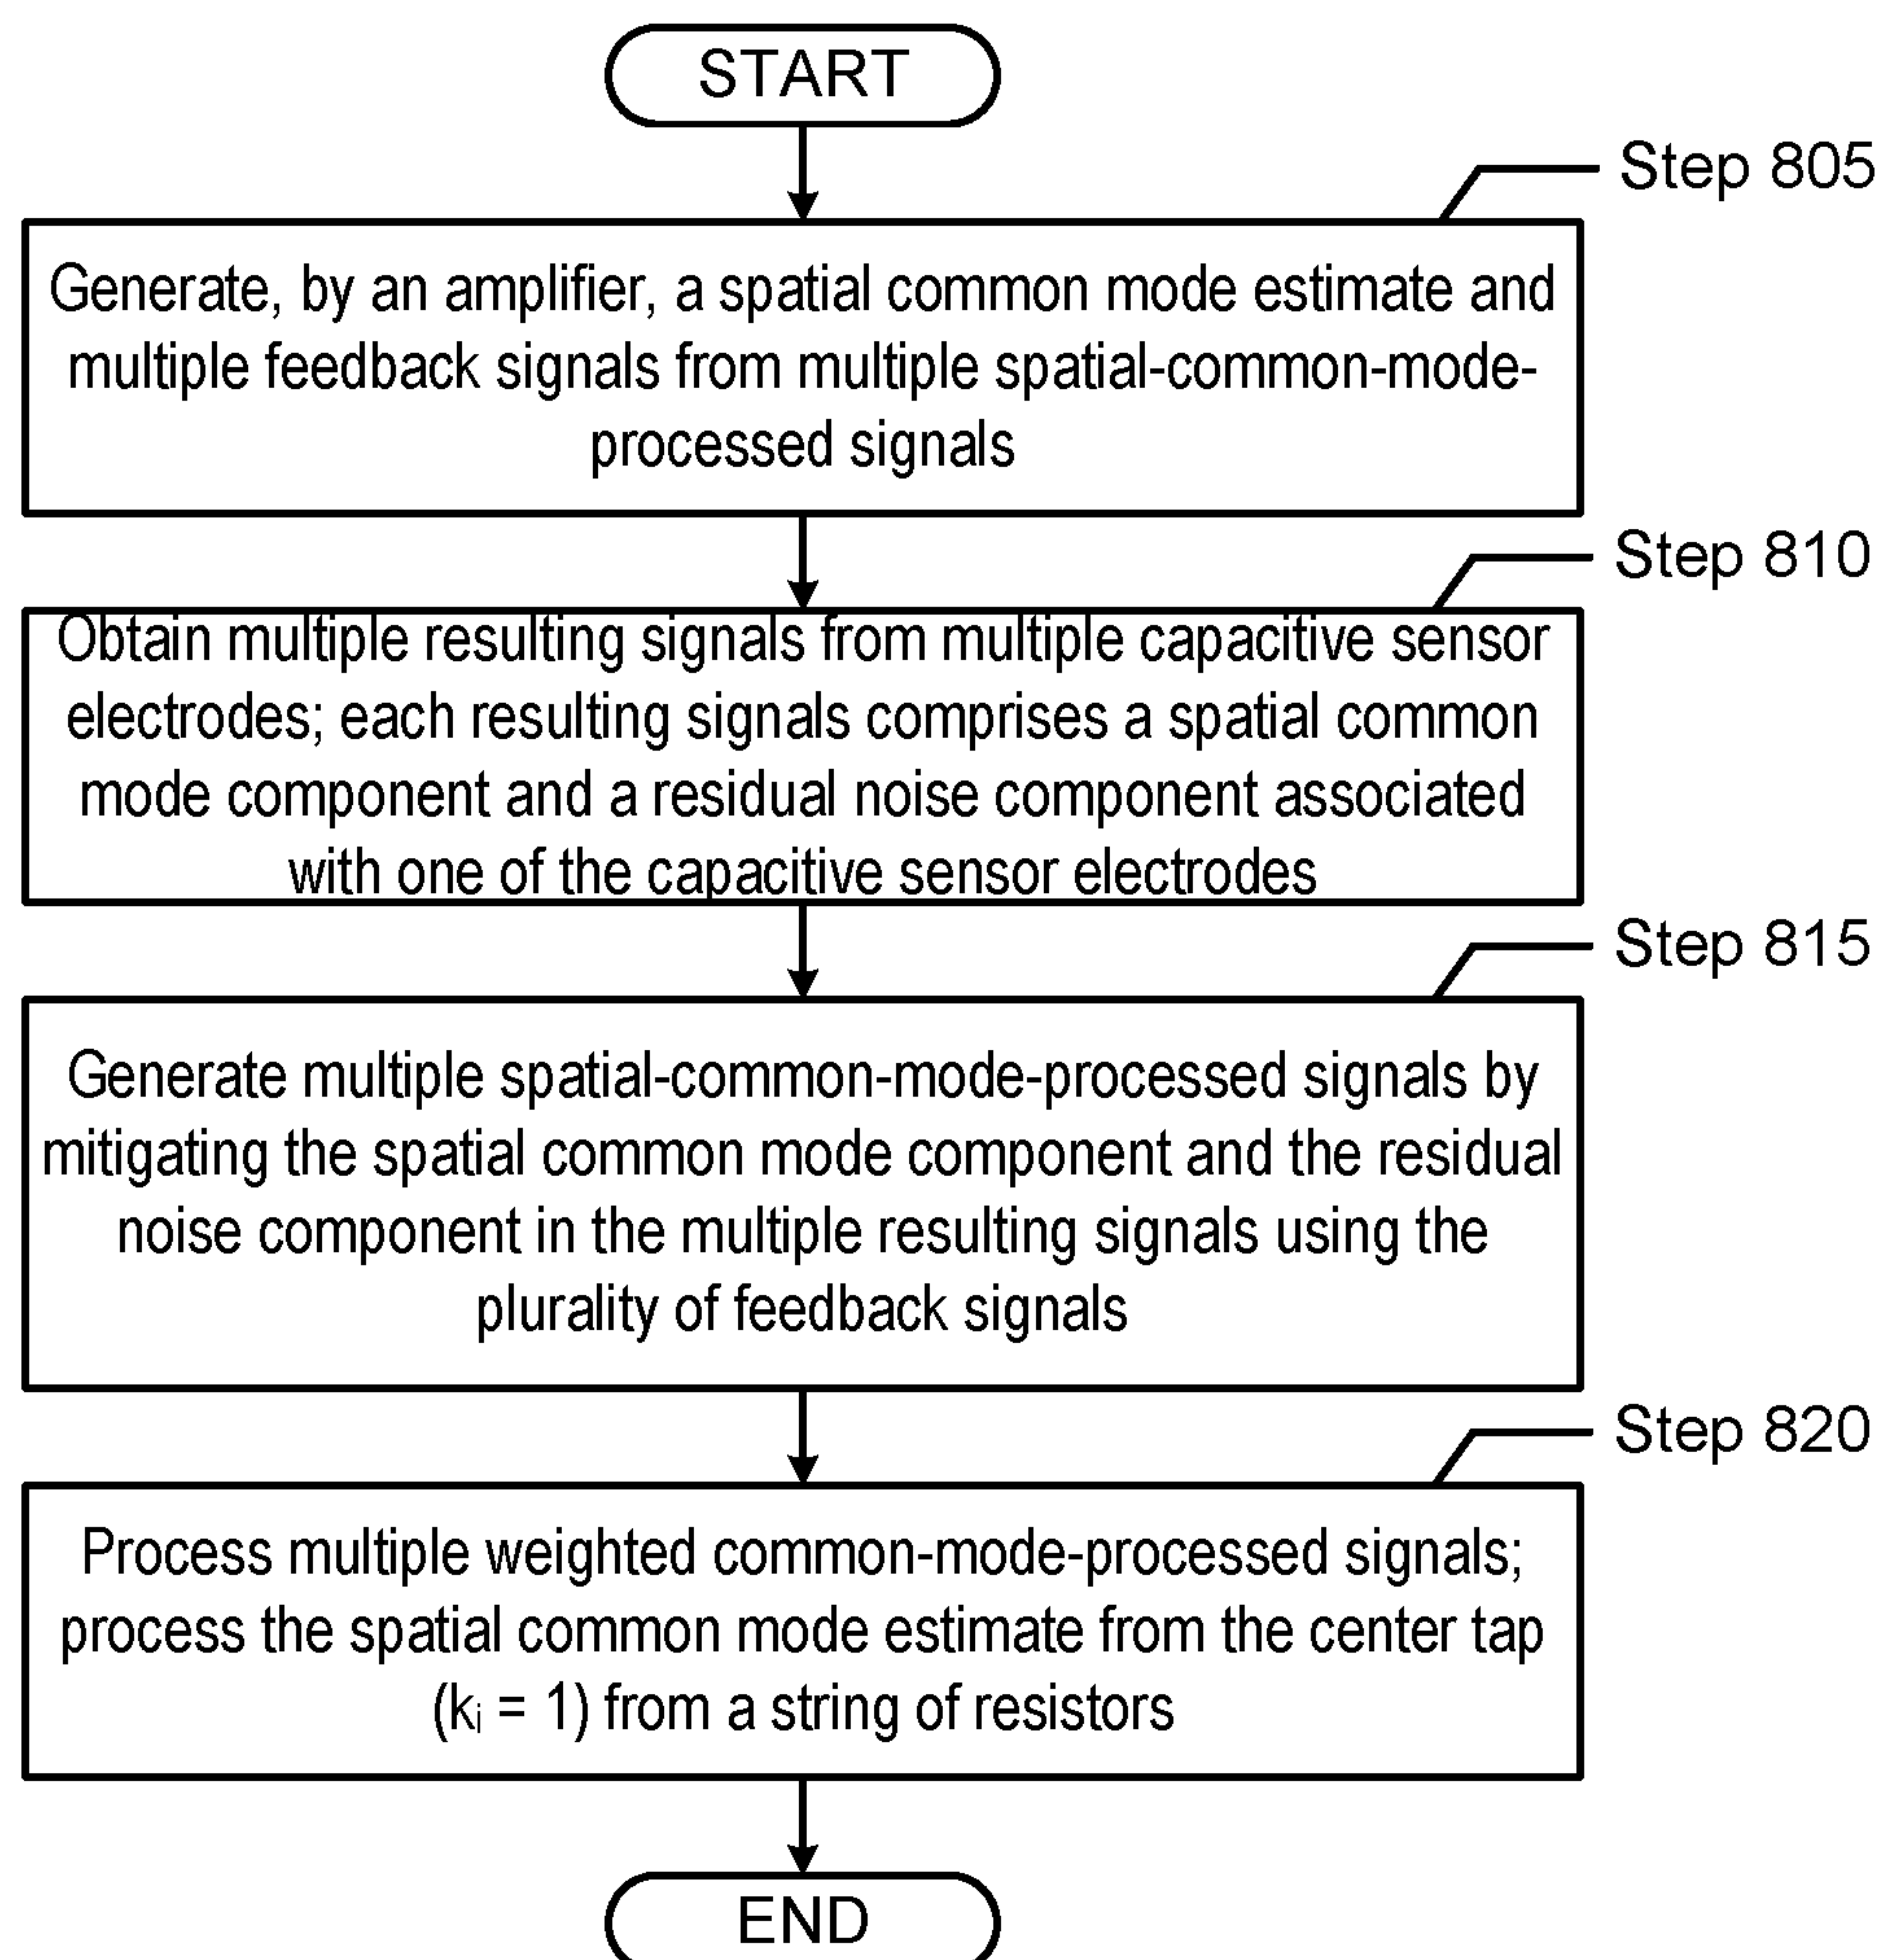 START
Step 805
Generate, by an amplifier, a spatial common mode estimate and
multiple feedback signals from multiple spatial-common-mode-
processed signals
Step 810
Obtain multiple resulting signals from multiple capacitive sensor
electrodes; each resulting signals comprises a spatial common
mode component and a residual noise component associated
with one of the capacitive sensor electrodes
Step 815
Generate multiple spatial-common-mode-processed signals by
mitigating the spatial common mode component and the residual
noise component in the multiple resulting signals using the
plurality of feedback signals
Step 820
Process multiple weighted common-mode-processed signals;
process the spatial common mode estimate from the center tap
(kᵢ = 1) from a string of resistors
END